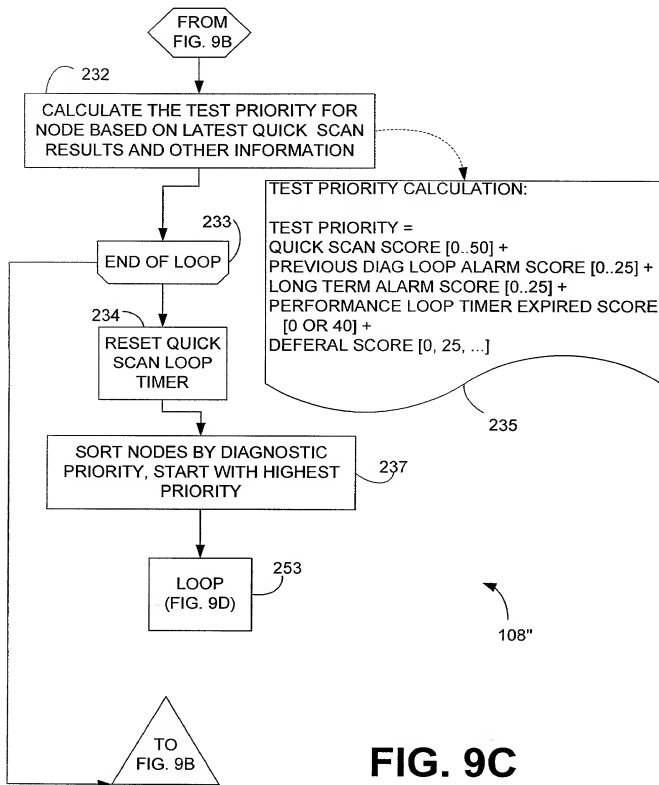 FROM
FIG. 9B
232
CALCULATE THE TEST PRIORITY FOR
NODE BASED ON LATEST QUICK SCAN
RESULTS AND OTHER INFORMATION
TEST PRIORITY CALCULATION:
TEST PRIORITY =
QUICK SCAN SCORE [0..50] +
PREVIOUS DIAG LOOP ALARM SCORE [0..25] +
LONG TERM ALARM SCORE [0..25] +
PERFORMANCE LOOP TIMER EXPIRED SCORE
[0 OR 40] +
DEFERAL SCORE [0, 25, ...]
235
233
END OF LOOP
234
RESET QUICK
SCAN LOOP
TIMER
SORT NODES BY DIAGNOSTIC
PRIORITY, START WITH HIGHEST
PRIORITY
237
LOOP
(FIG. 9D)
253
108"
TO
FIG. 9B
FIG. 9C